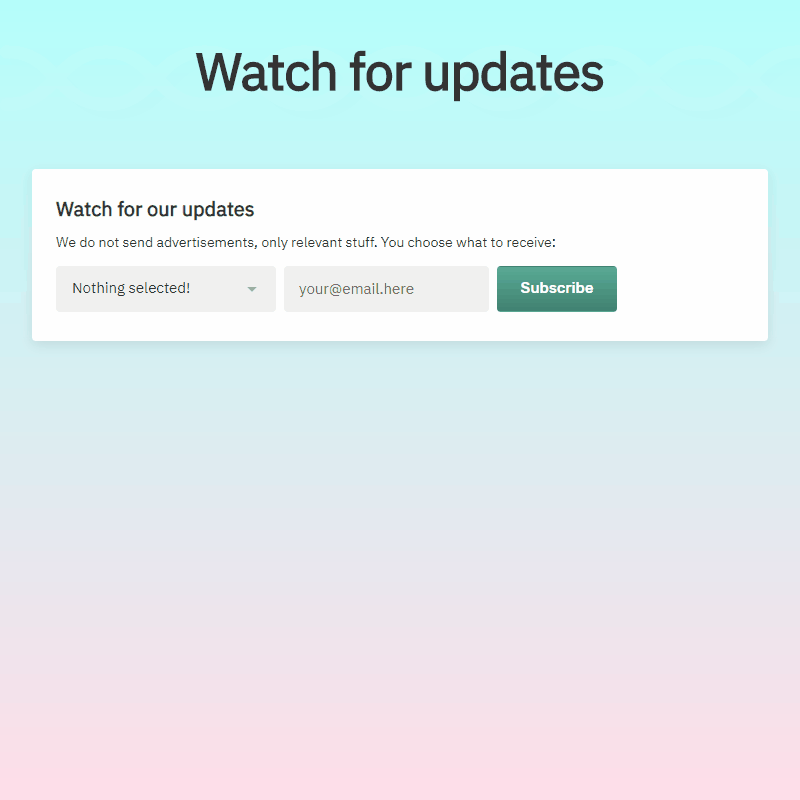 Watch for updates
Watch for our updates
We do not send advertisements, only relevant stuff. You choose what to receive:
Nothing selected! your@email.here Subscribe